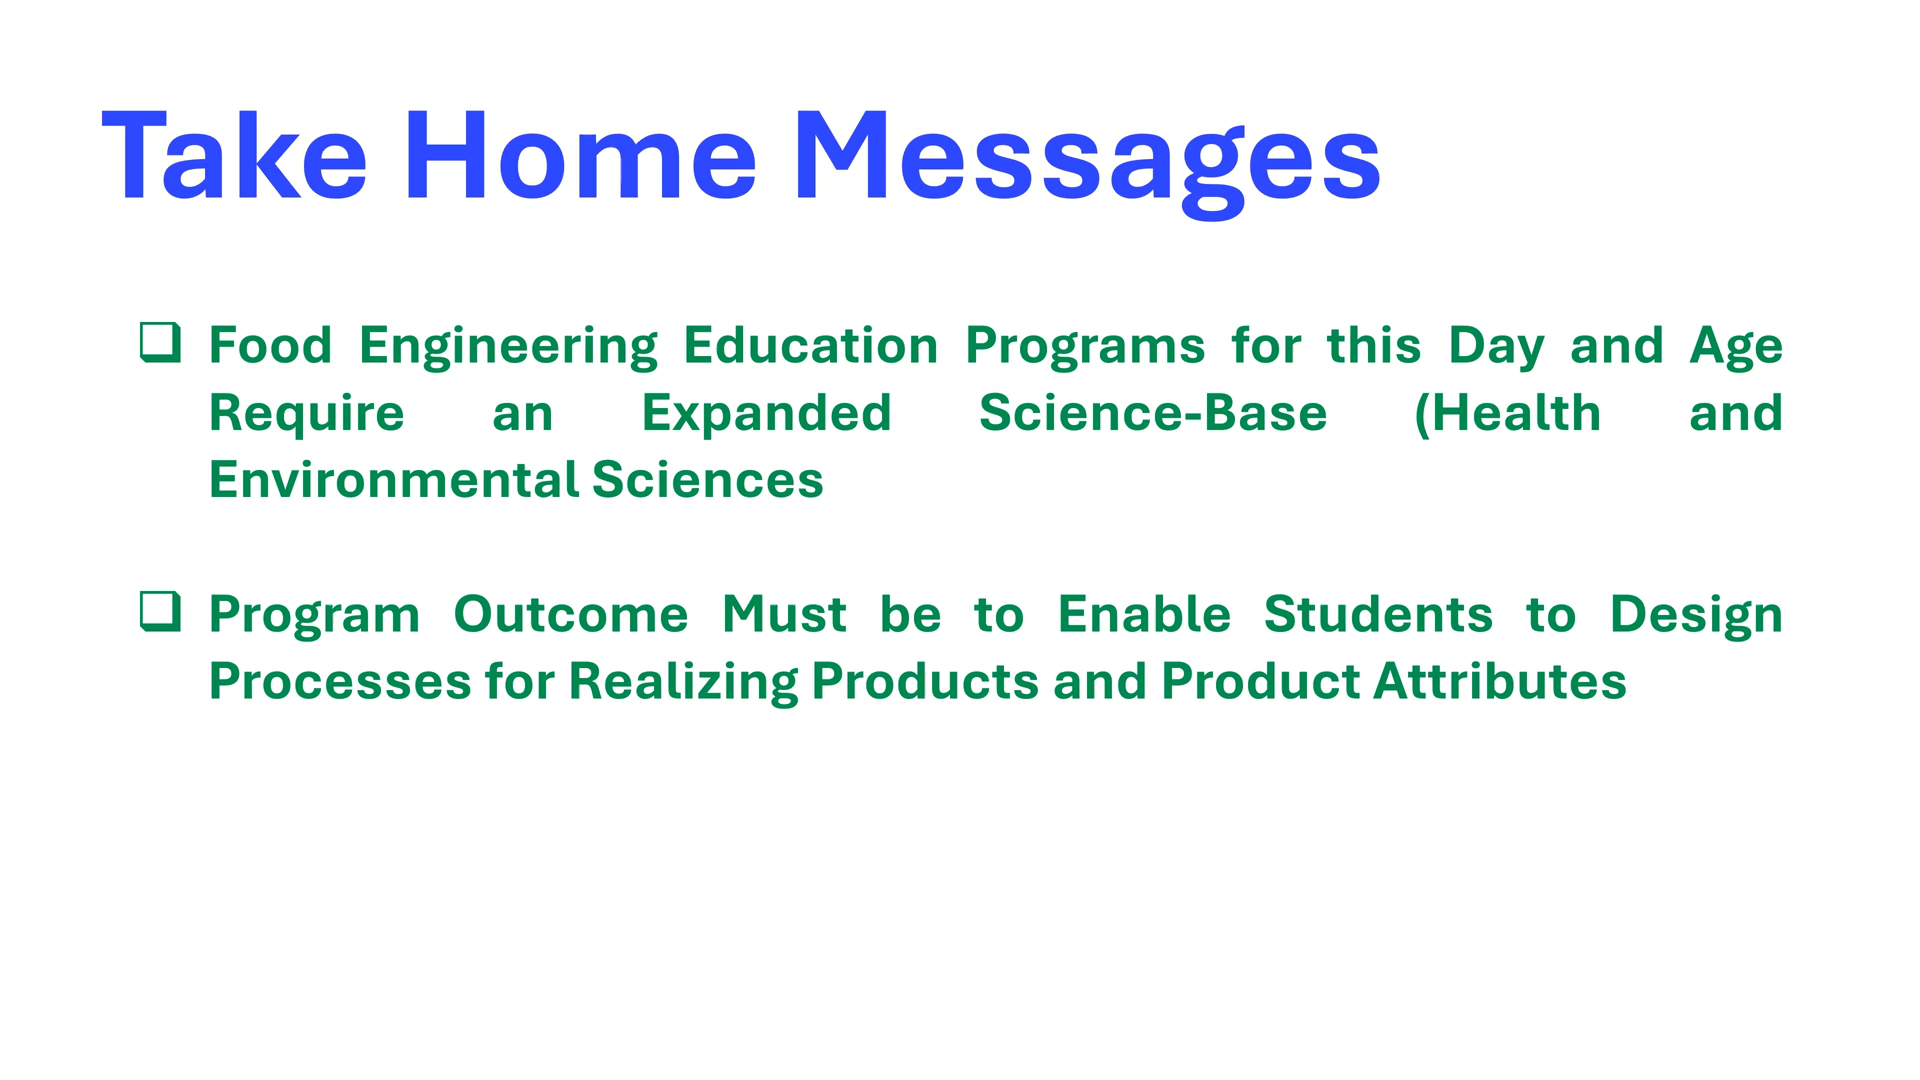 Take Home Messages
❑ Food Engineering Education Programs for this Day and Age
Require an Expanded Science-Base (Health and
Environmental Sciences
❑ Program Outcome Must be to Enable Students to Design
Processes for Realizing Products and Product Attributes